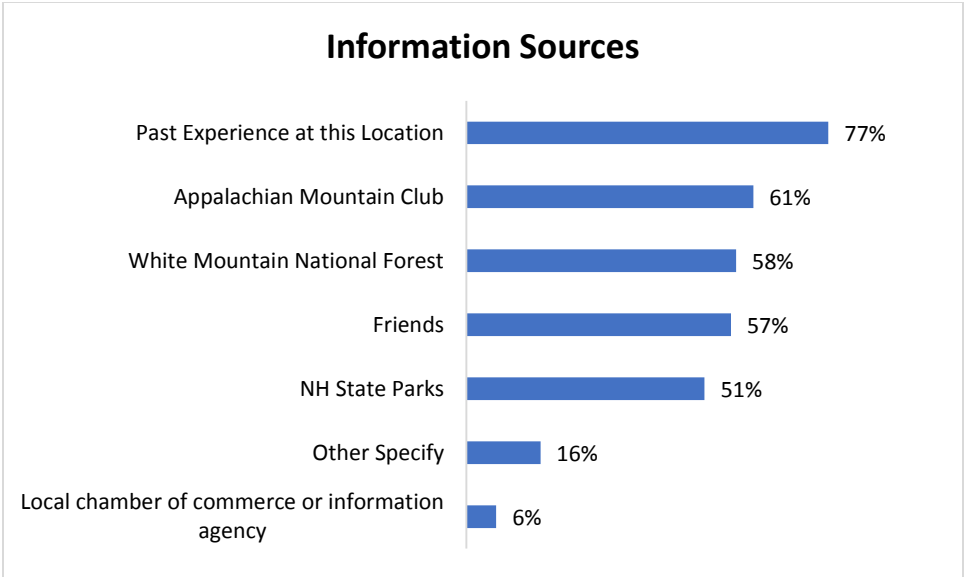 Information Sources
Past Experience at this Location
77%
Appalachian Mountain Club
61%
White Mountain National Forest
58%
Friends
57%
NH State Parks
51%
Other Specify
16%
Local chamber of commerce or information
agency
6%